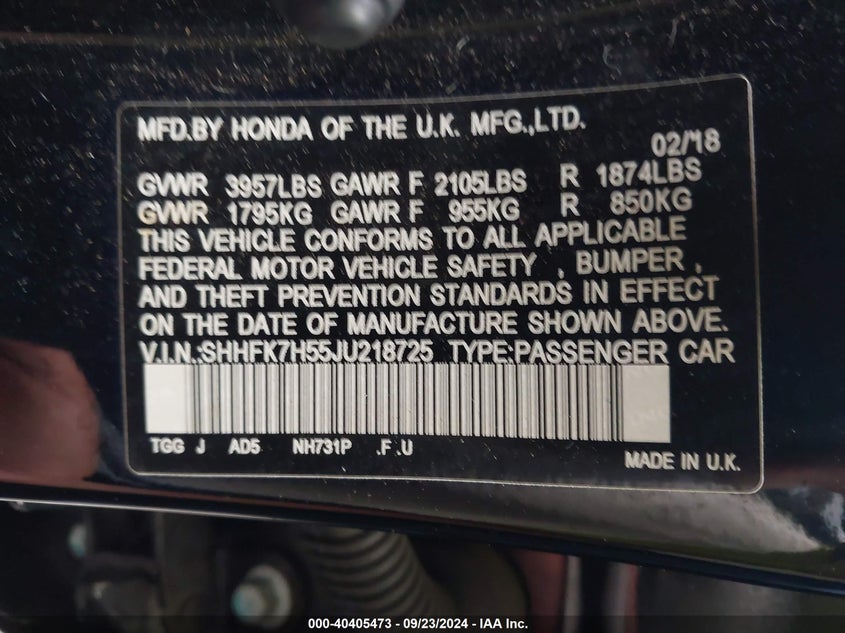 MFD.BY HONDA OF THE U.K. MFG.,LTD.
02/18
GVWR 3957LBS GAWR F 2105LBS R 1874LBS
GVWR 1795KG GAWR F 955KG R 850KG
THIS VEHICLE CONFORMS TO ALL APPLICABLE
FEDERAL MOTOR VEHICLE SAFETY , BUMPER ,
AND THEFT PREVENTION STANDARDS IN EFFECT
ON THE DATE OF MANUFACTURE SHOWN ABOVE.
V.I.N.:SHHFK7H55JU218725 TYPE:PASSENGER CAR
TGG J AD5 NH731P .F .U
MADE IN U.K.
000-40405473 - 09/23/2024 - IAA Inc.